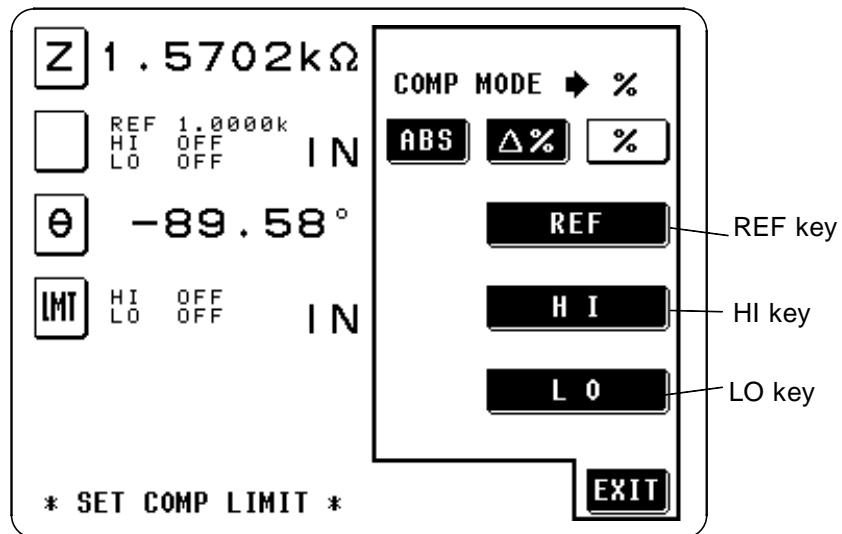 Z 1.5702kΩ
REF 1.0000k
HI OFF
LO OFF
IN
θ -89.58°
LMT
HI OFF
LO OFF
IN
* SET COMP LIMIT *
COMP MODE ➧ %
ABS Δ% %
REF
HI
LO
EXIT
REF key
HI key
LO key